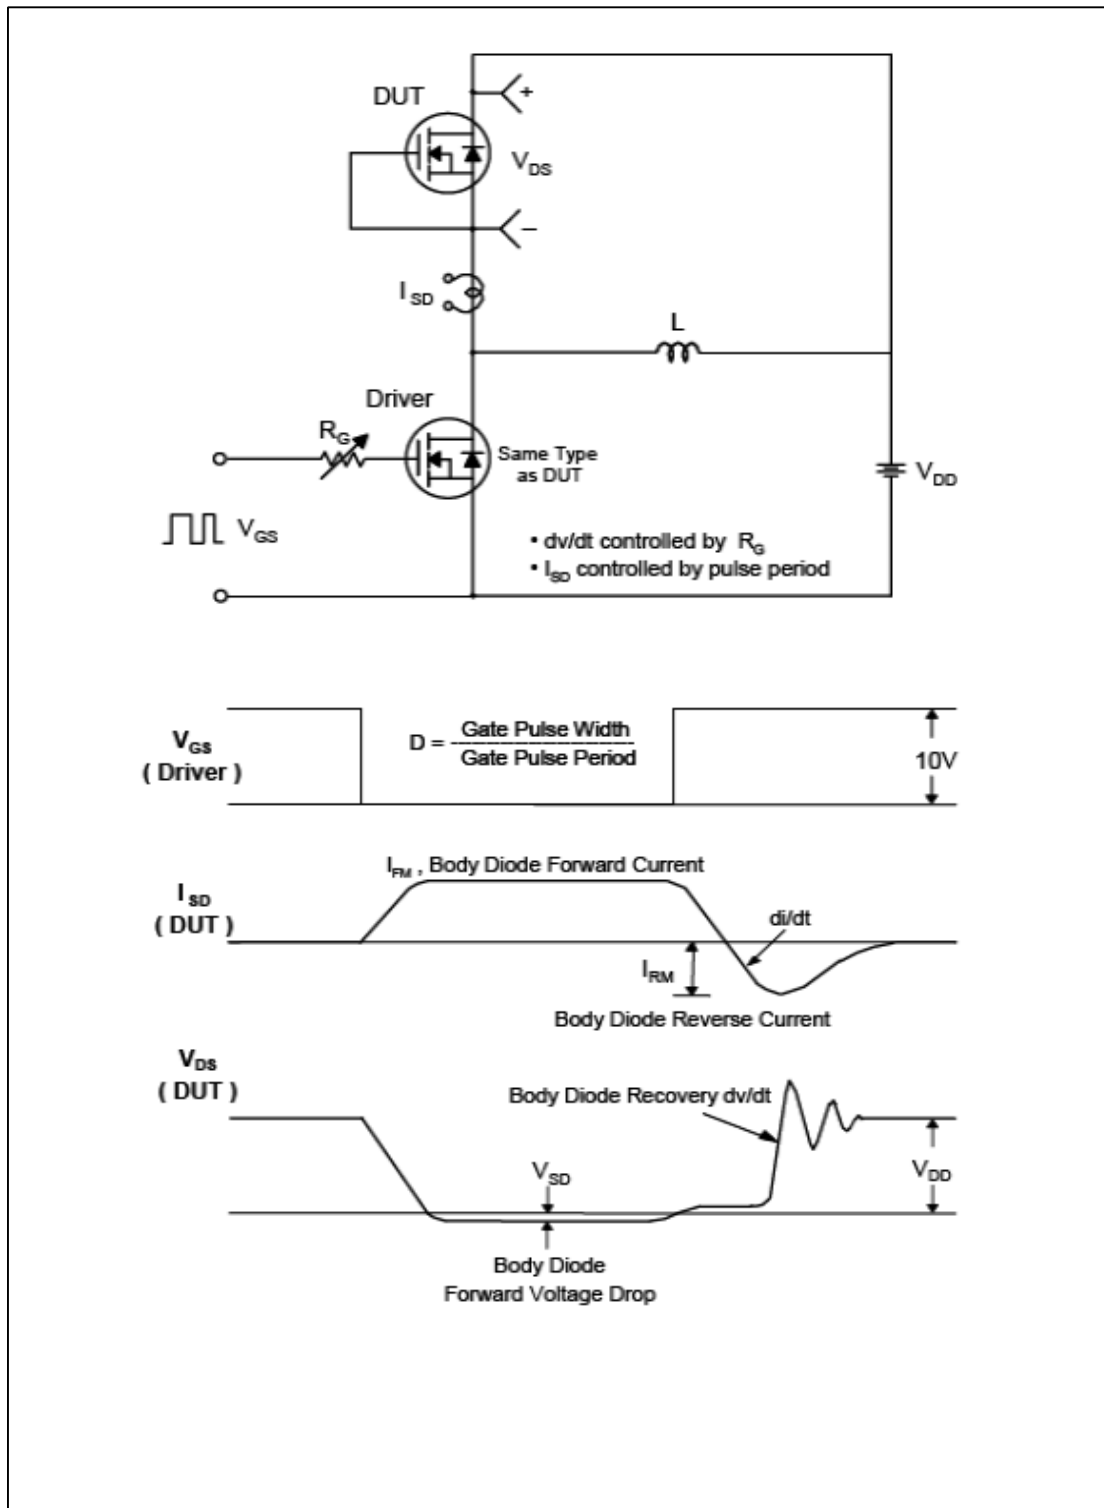 DUT
+
V_DS
–
I_SD
L
Driver
R_G
Same Type
as DUT
V_DD
V_GS
• dv/dt controlled by R_G
• I_SD controlled by pulse period
V_GS
( Driver )
D = Gate Pulse Width
Gate Pulse Period
10V
I_FM , Body Diode Forward Current
I_SD
( DUT )
di/dt
I_RM
Body Diode Reverse Current
V_DS
( DUT )
Body Diode Recovery dv/dt
V_SD
V_DD
Body Diode
Forward Voltage Drop